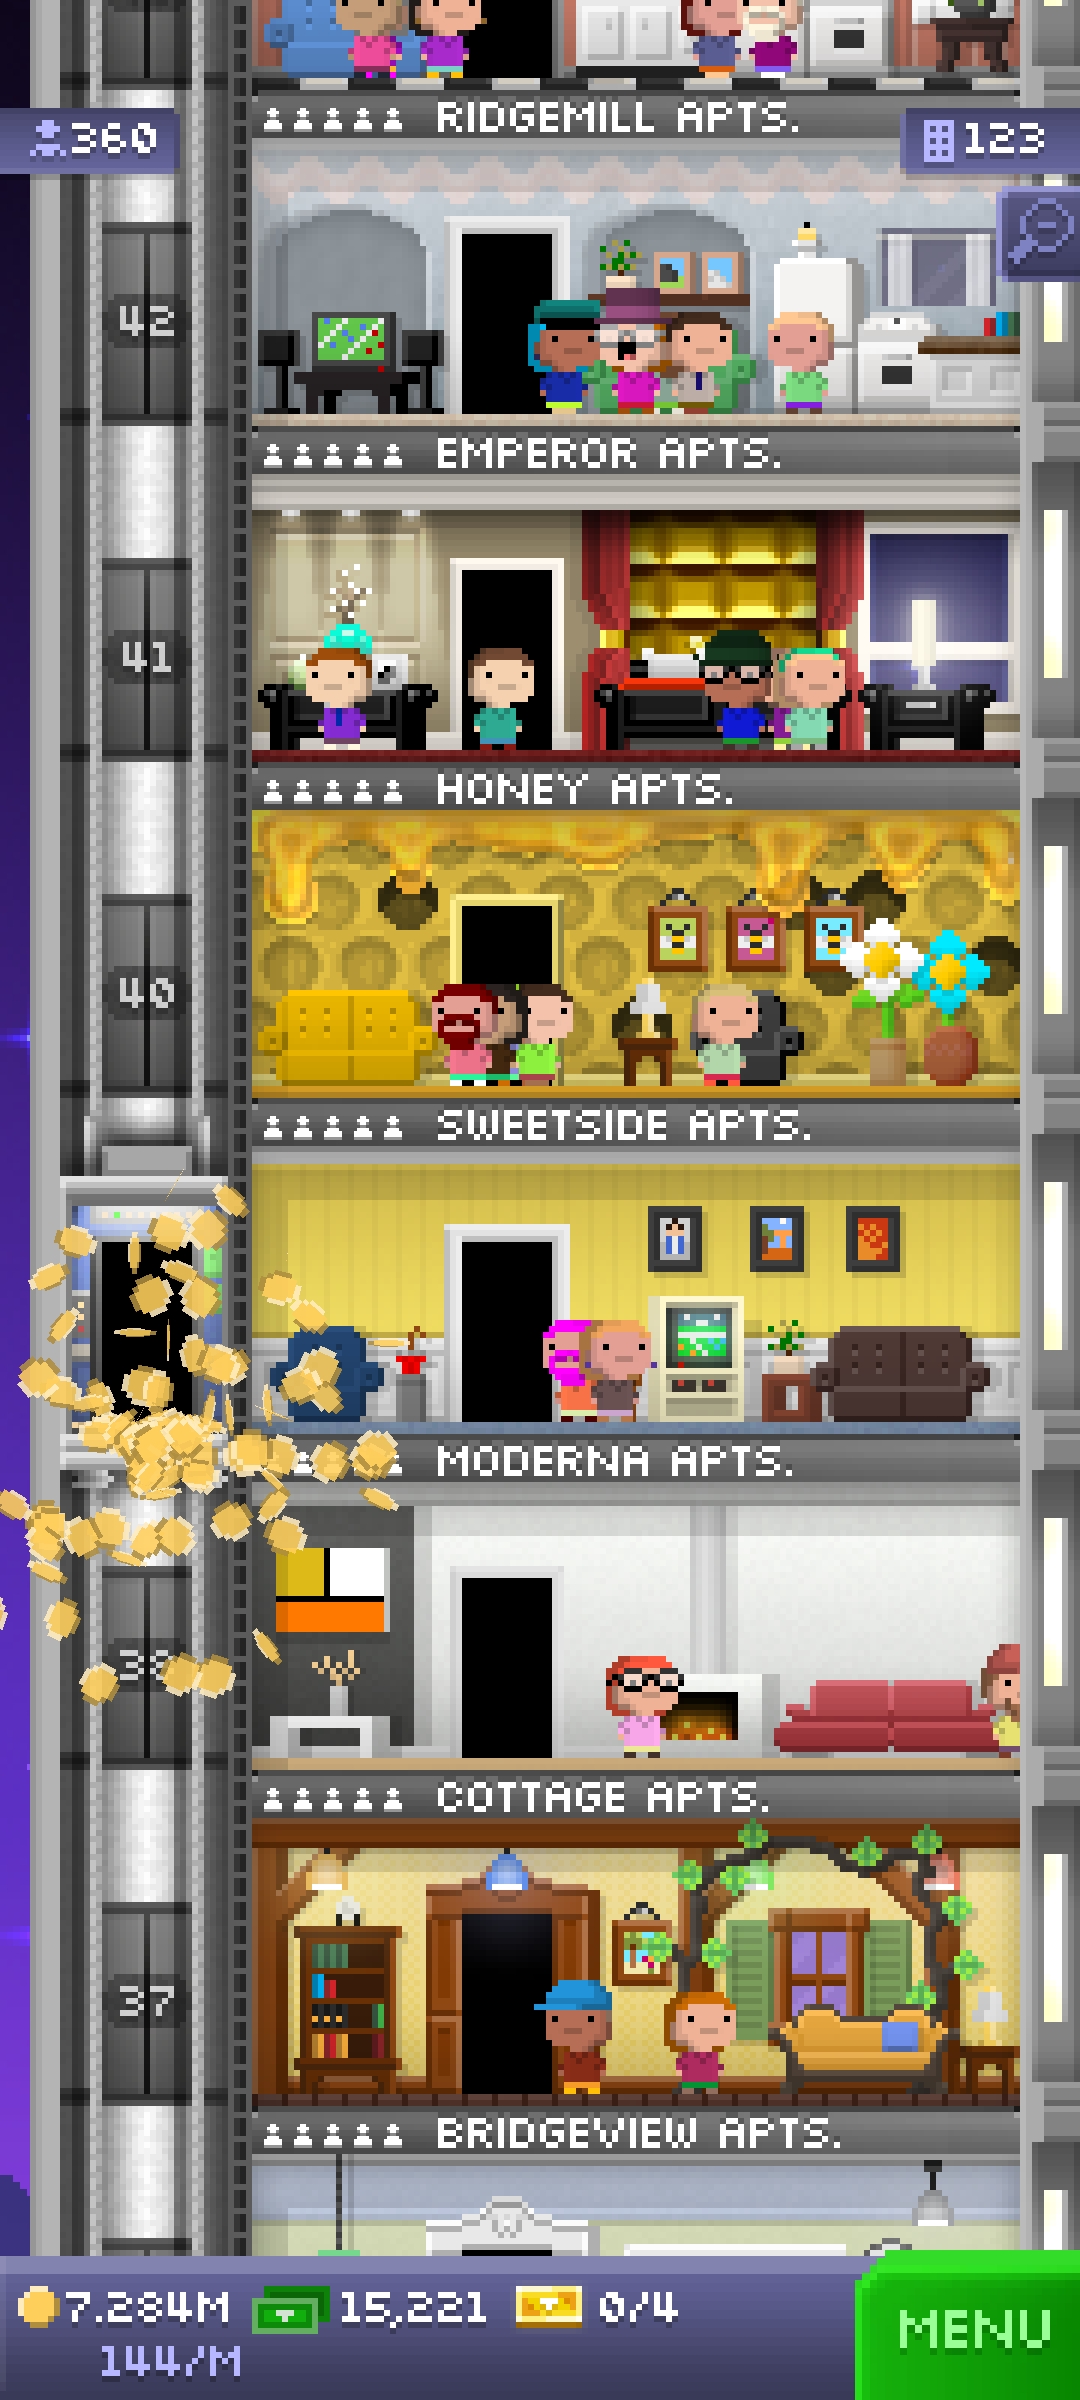 RIDGEMILL APTS.
360
123
42
EMPEROR APTS.
41
HONEY APTS.
40
SWEETSIDE APTS.
MODERNA APTS.
38
COTTAGE APTS.
37
BRIDGEVIEW APTS.
W
7.284M 15,221 0/4
144/M
MENU